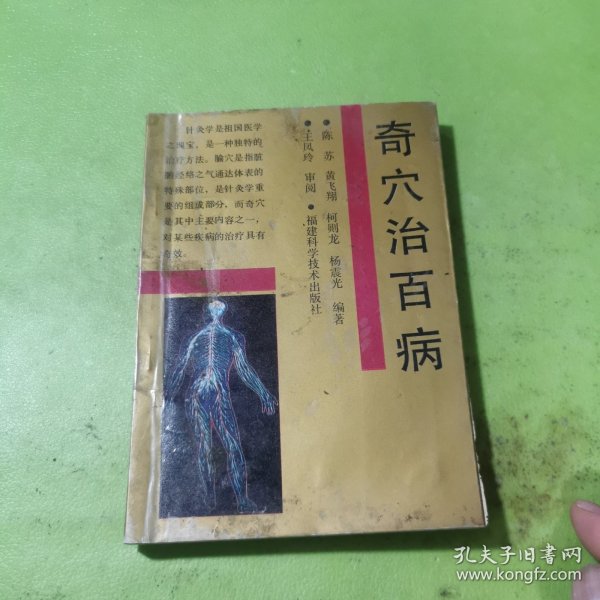 奇穴治百病
●陈苏 黄飞翔 柯则龙 杨震光 编著
●王凤玲 审阅 ●福建科学技术出版社
针灸学是祖国医学
之瑰宝，是一种独特的
治疗方法。腧穴是指脏
腑经络之气通达体表的
特殊部位，是针灸学重
要的组成部分，而奇穴
是其中主要内容之一，
对某些疾病的治疗具有
奇效。
孔夫子旧书网
www.kongfz.com